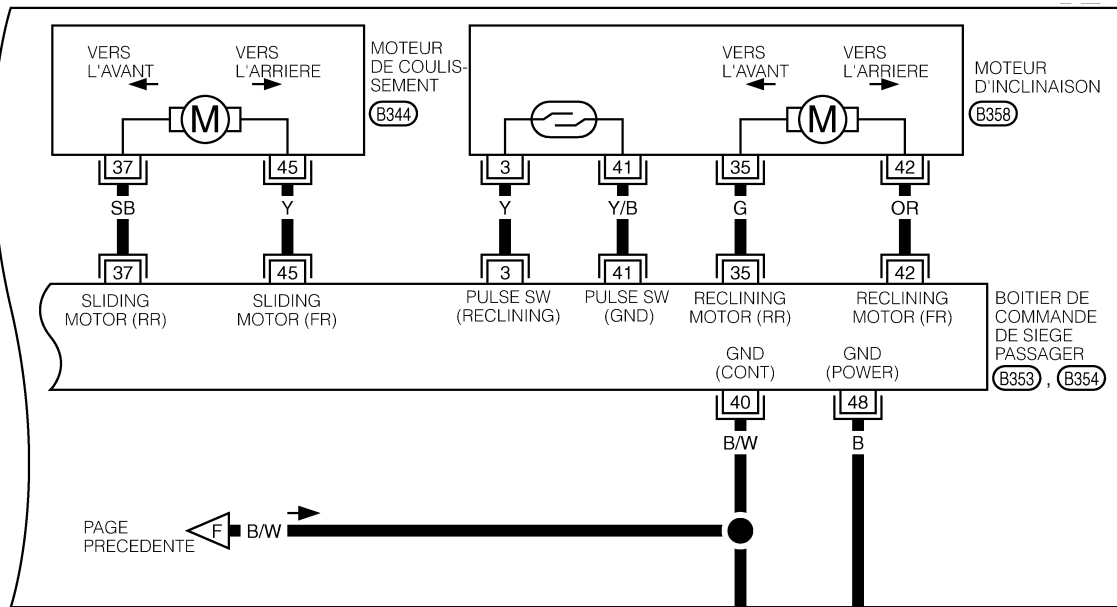 VERS
L'AVANT
VERS
L'ARRIERE
M
MOTEUR
DE COULIS-
SEMENT
B344
VERS
L'AVANT
VERS
L'ARRIERE
M
MOTEUR
D'INCLINAISON
B358
37 45 3 41 35 42
SB Y Y Y/B G OR
37 45 3 41 35 42
SLIDING
MOTOR (RR)
SLIDING
MOTOR (FR)
PULSE SW
(RECLINING)
PULSE SW
(GND)
RECLINING
MOTOR (RR)
RECLINING
MOTOR (FR)
BOITIER DE
COMMANDE
DE SIEGE
PASSAGER
B353 , B354
GND
(CONT)
GND
(POWER)
40 48
B/W B
PAGE
PRECEDENTE
F B/W